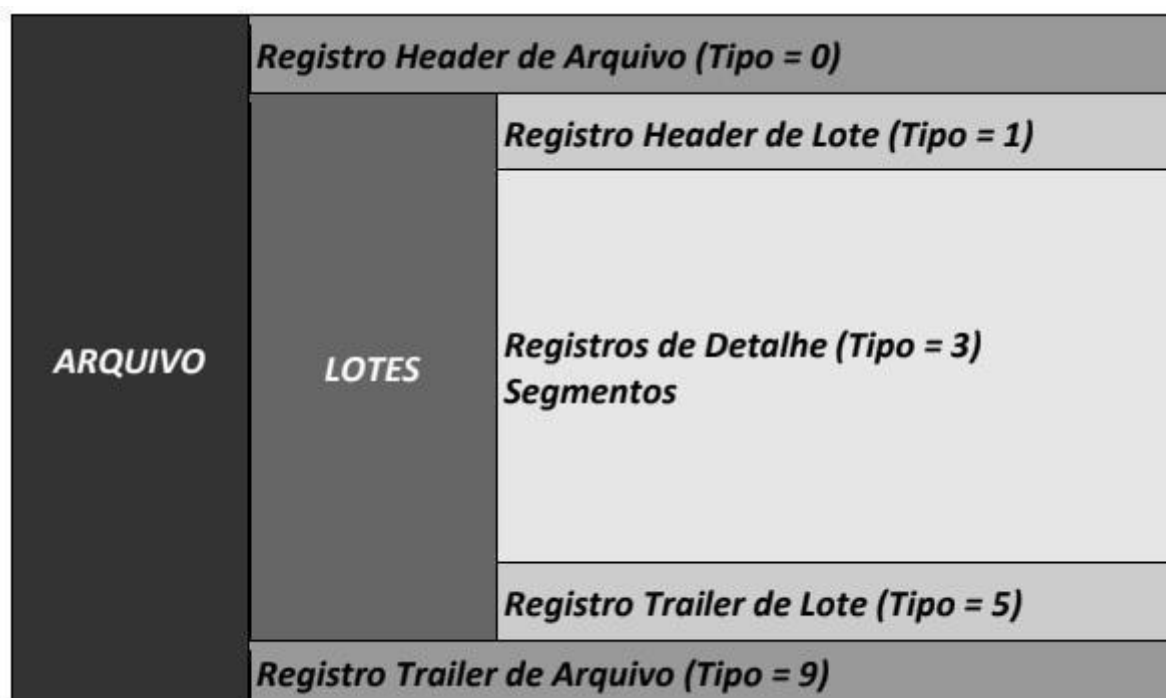 Registro Header de Arquivo (Tipo = 0)
Registro Header de Lote (Tipo = 1)
ARQUIVO
LOTES
Registros de Detalhe (Tipo = 3)
Segmentos
Registro Trailer de Lote (Tipo = 5)
Registro Trailer de Arquivo (Tipo = 9)